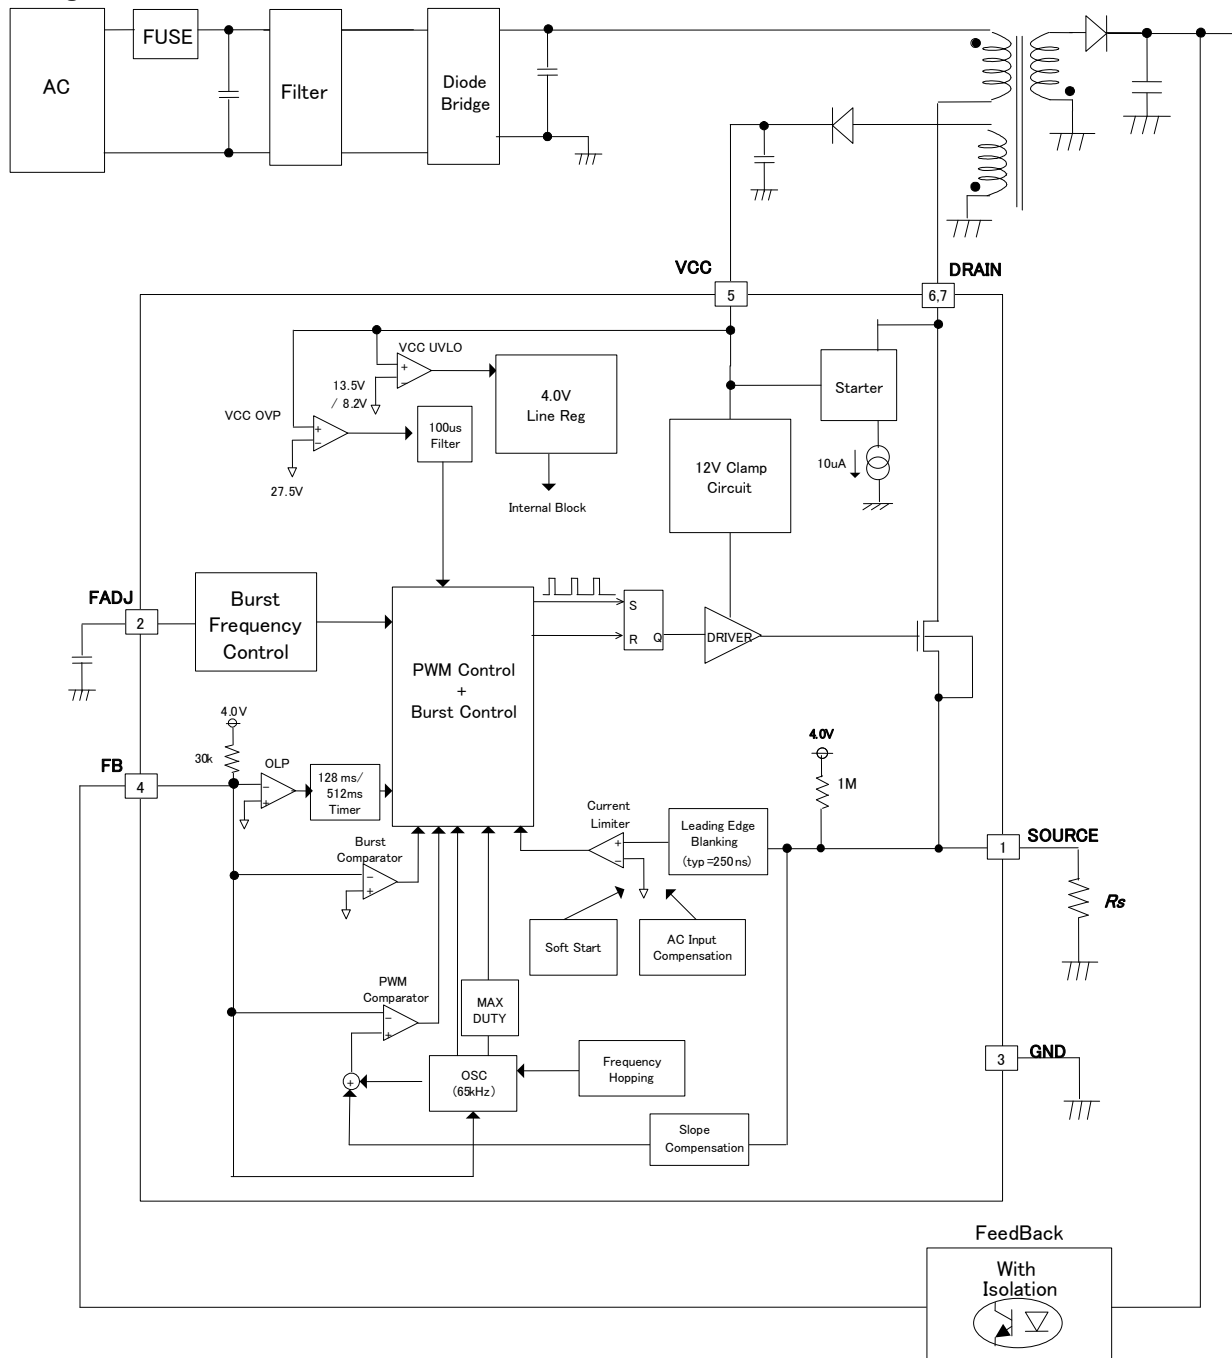 AC
FUSE
Filter
Diode
Bridge
VCC
DRAIN
5
6,7
VCC UVLO
13.5V
/ 8.2V
4.0V
Line Reg
Starter
VCC OVP
100us
Filter
27.5V
10uA
12V Clamp
Circuit
Internal Block
FADJ
2
Burst
Frequency
Control
S
R
Q
DRIVER
PWM Control
+
Burst Control
4.0V
30k
FB
4
OLP
128 ms/
512ms
Timer
4.0V
1M
Current
Limiter
Leading Edge
Blanking
(typ=250ns)
SOURCE
1
Rs
Burst
Comparator
Soft Start
AC Input
Compensation
PWM
Comparator
MAX
DUTY
OSC
(65kHz)
Frequency
Hopping
GND
3
Slope
Compensation
FeedBack
With
Isolation